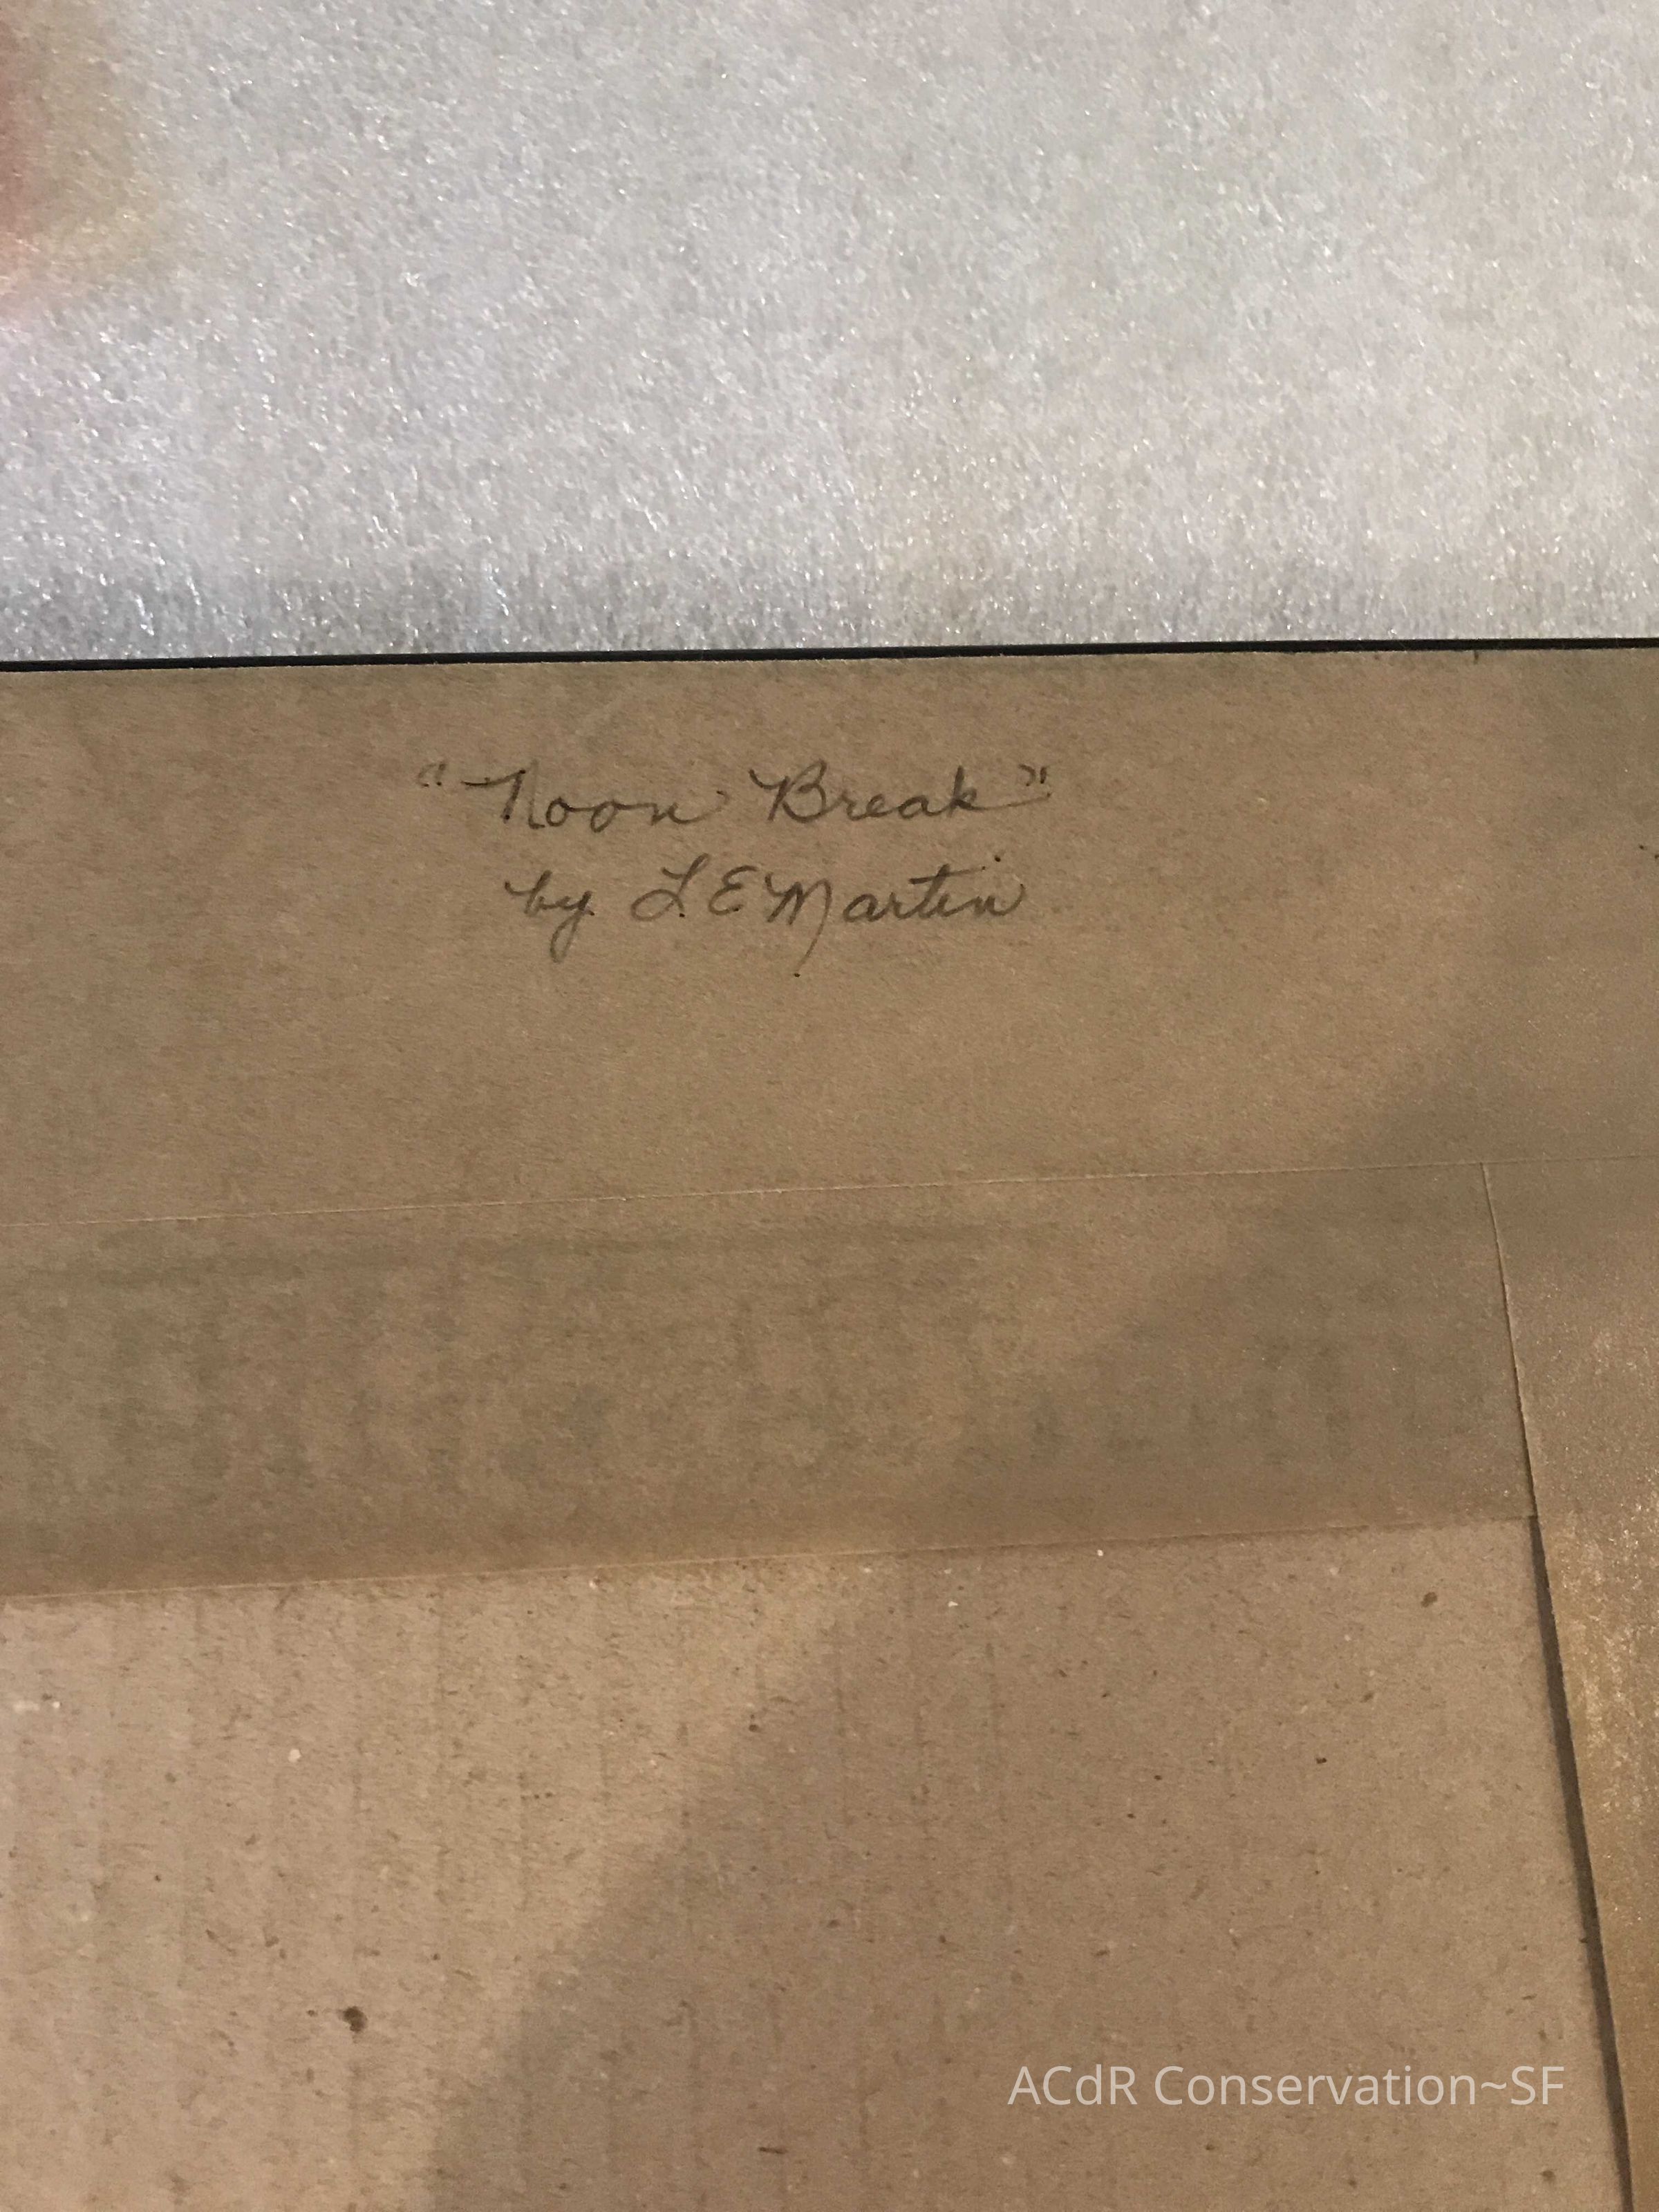 "Noon Break"
by L E Martin
ACdR Conservation~SF